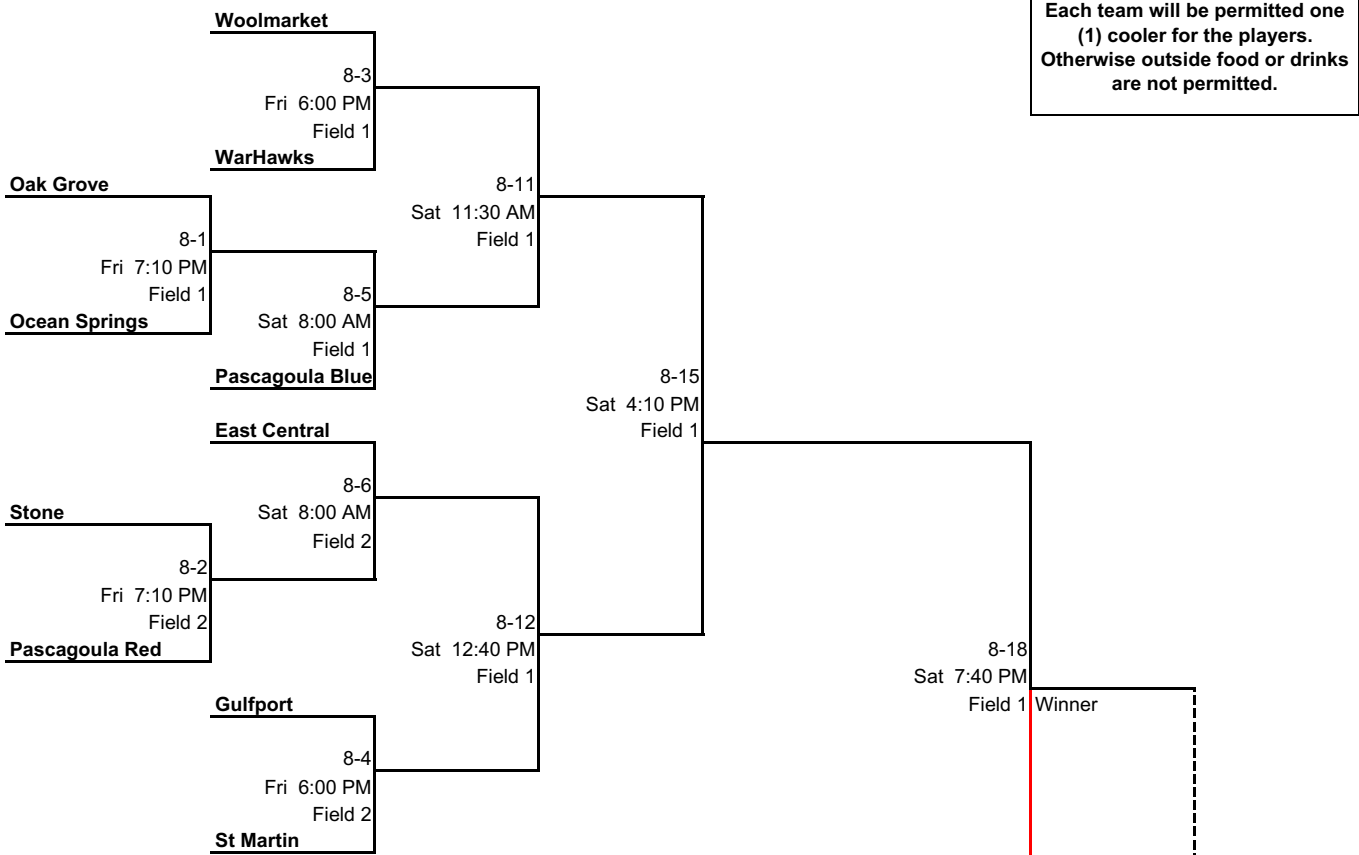 Each team will be permitted one
(1) cooler for the players.
Otherwise outside food or drinks
are not permitted.
Woolmarket
8-3
Fri 6:00 PM
Field 1
WarHawks
Oak Grove
8-11
Sat 11:30 AM
Field 1
8-1
Fri 7:10 PM
Field 1
Ocean Springs
8-5
Sat 8:00 AM
Field 1
Pascagoula Blue
8-15
Sat 4:10 PM
Field 1
East Central
8-6
Sat 8:00 AM
Field 2
Stone
8-2
Fri 7:10 PM
Field 2
Pascagoula Red
8-12
Sat 12:40 PM
Field 1
8-18
Sat 7:40 PM
Field 1 Winner
Gulfport
8-4
Fri 6:00 PM
Field 2
St Martin